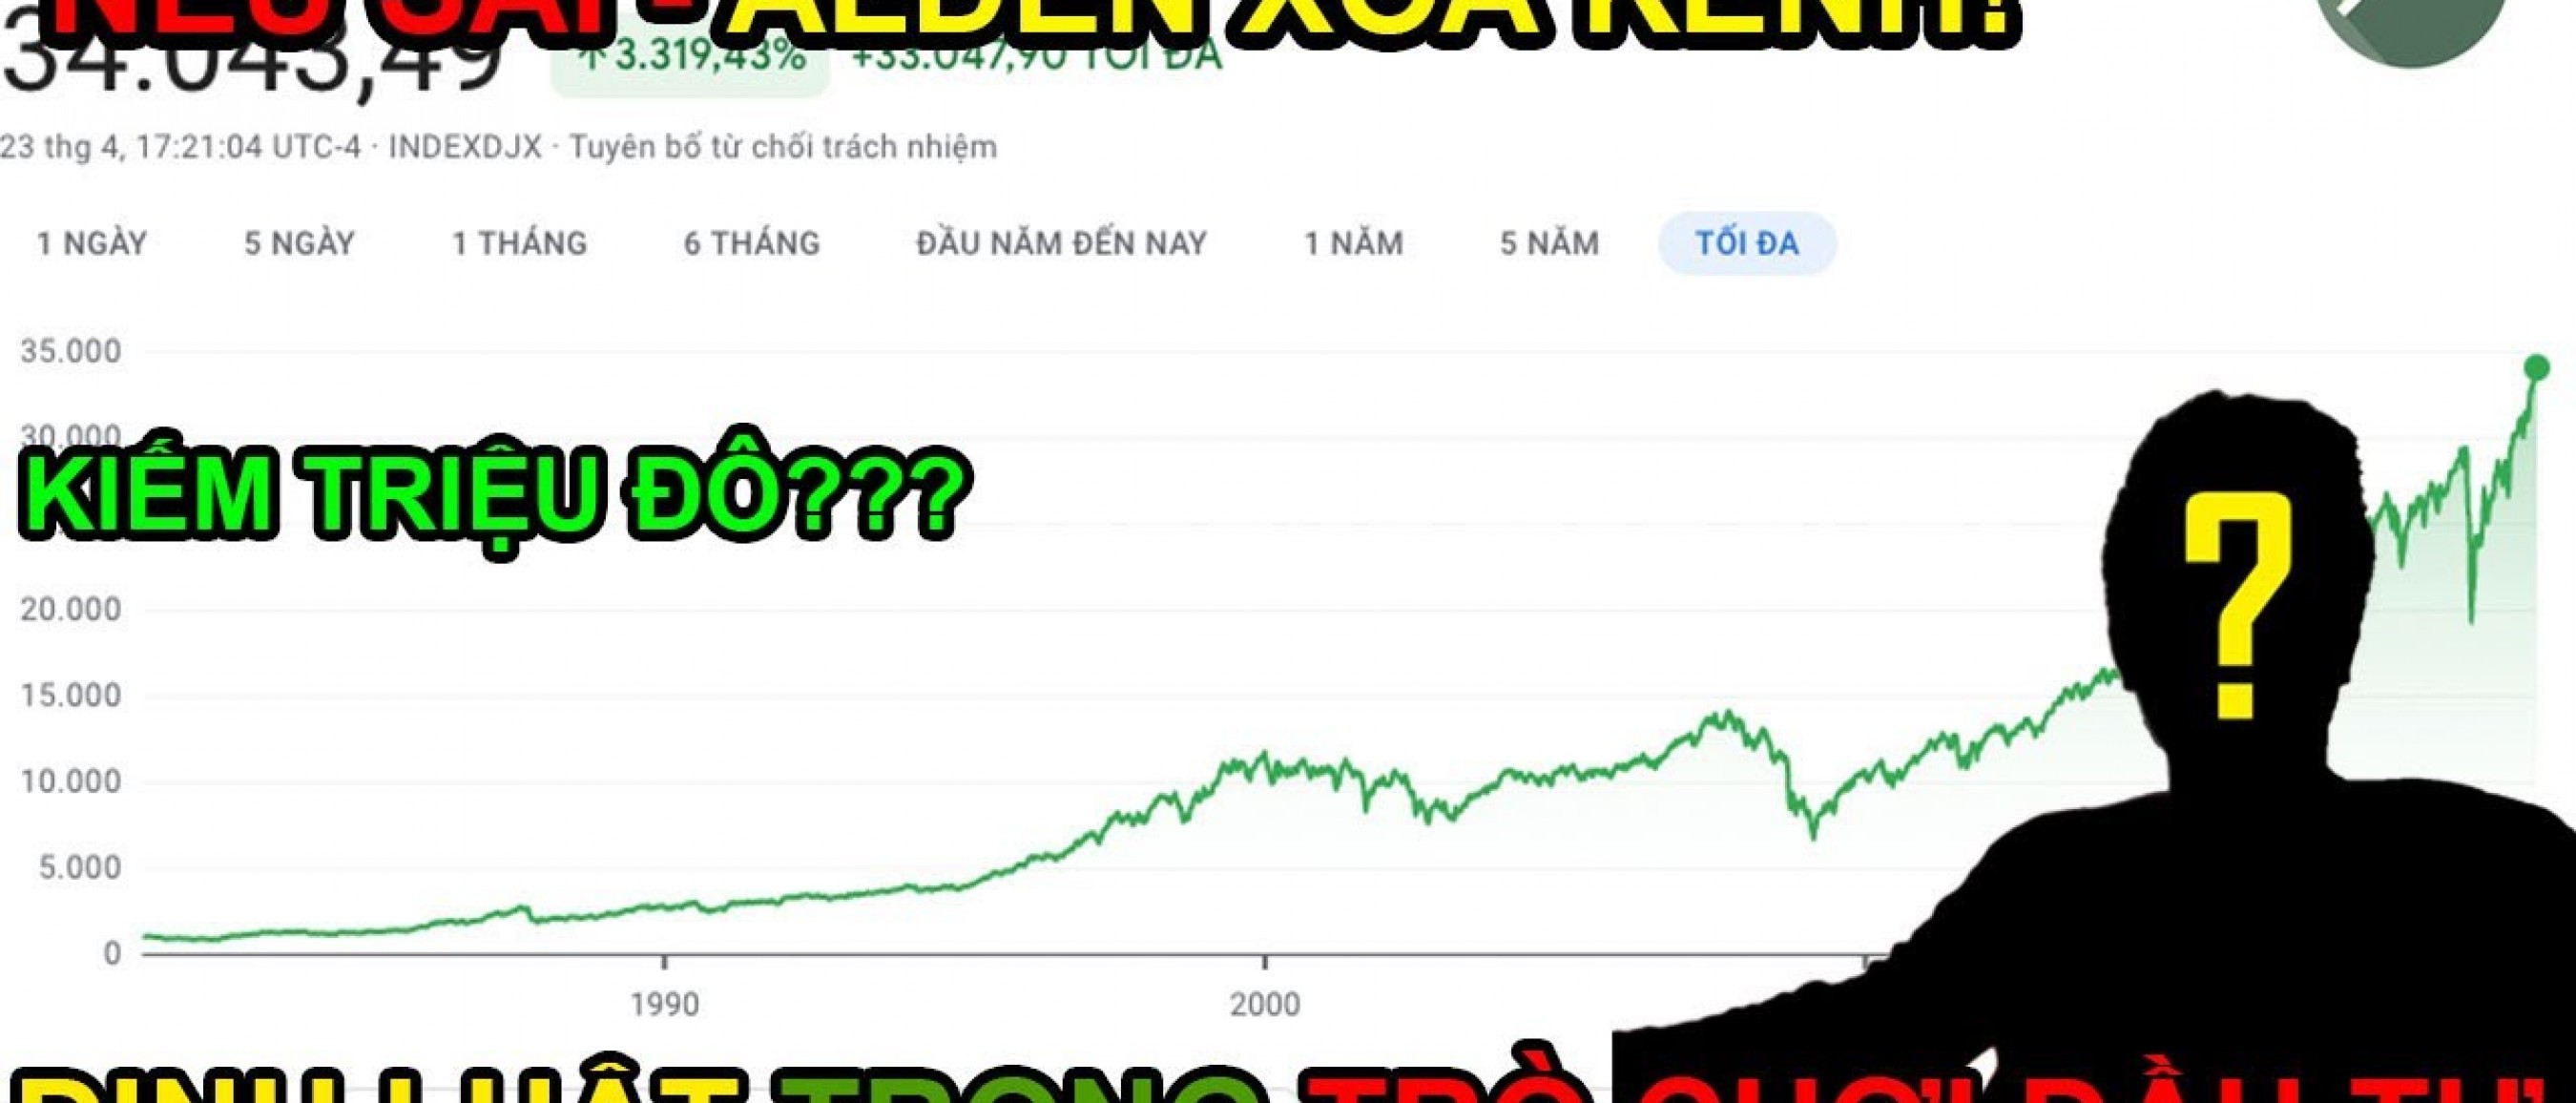 NẾU SAI - ALDEN XÓA KÊNH!
34.043,49 ↑ 3.319,43% +33.047,90 TỐI ĐA
23 thg 4, 17:21:04 UTC-4 · INDEXDJX · Tuyên bố từ chối trách nhiệm
1 NGÀY 5 NGÀY 1 THÁNG 6 THÁNG ĐẦU NĂM ĐẾN NAY 1 NĂM 5 NĂM TỐI ĐA
35.000
30.000
KIẾM TRIỆU ĐÔ???
?
20.000
15.000
10.000
5.000
0
1990 2000
ĐỊNH LUẬT TRONG TRÒ CHƠI ĐẦU TƯ